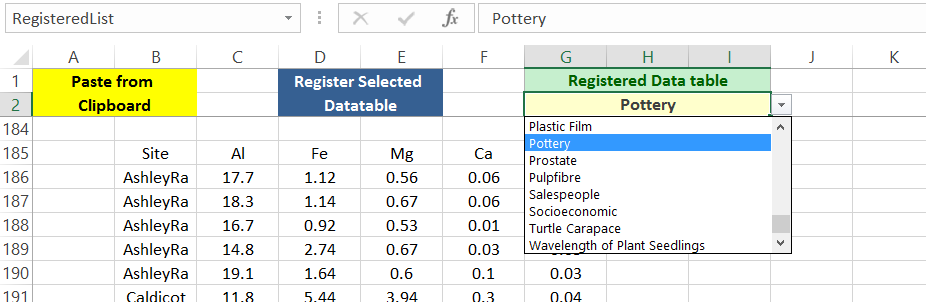 RegisteredList fx Pottery
A B C D E F G H I J K
1 Paste from Register Selected Registered Data table
2 Clipboard Datatable Pottery
184 Plastic Film
Pottery
185 Site Al Fe Mg Ca Prostate
186 AshleyRa 17.7 1.12 0.56 0.06 Pulpfibre
187 AshleyRa 18.3 1.14 0.67 0.06 Salespeople
188 AshleyRa 16.7 0.92 0.53 0.01 Socioeconomic
Turtle Carapace
189 AshleyRa 14.8 2.74 0.67 0.03 Wavelength of Plant Seedlings
190 AshleyRa 19.1 1.64 0.6 0.1 0.03
191 Caldicot 11.8 5.44 3.94 0.3 0.04